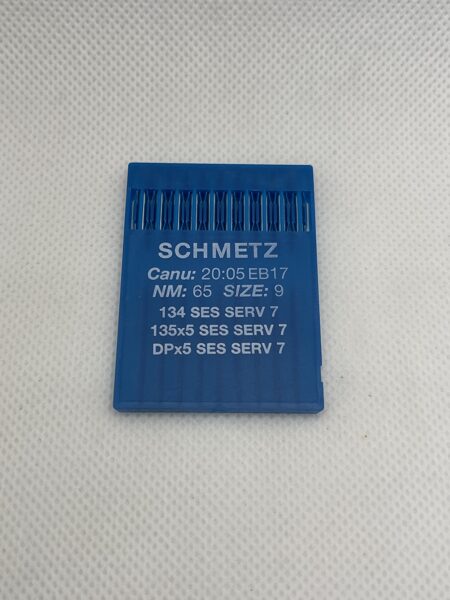 SCHMETZ
Canu: 20:05 EB17
NM: 65 SIZE: 9
134 SES SERV 7
135x5 SES SERV 7
DPx5 SES SERV 7